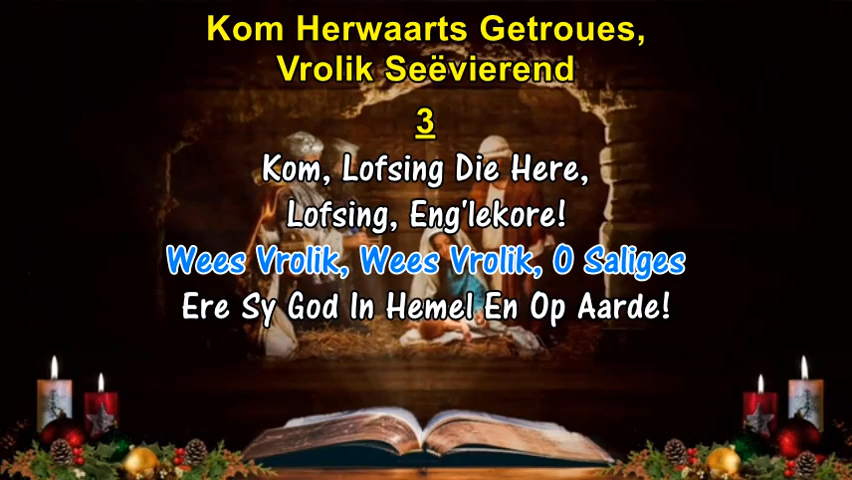 Kom Herwaarts Getroues,
Vrolik Seëvierend
3
Kom, Lofsing Die Here,
Lofsing, Eng'lekore!
Wees Vrolik, Wees Vrolik, O Saliges
Ere Sy God In Hemel En Op Aarde!